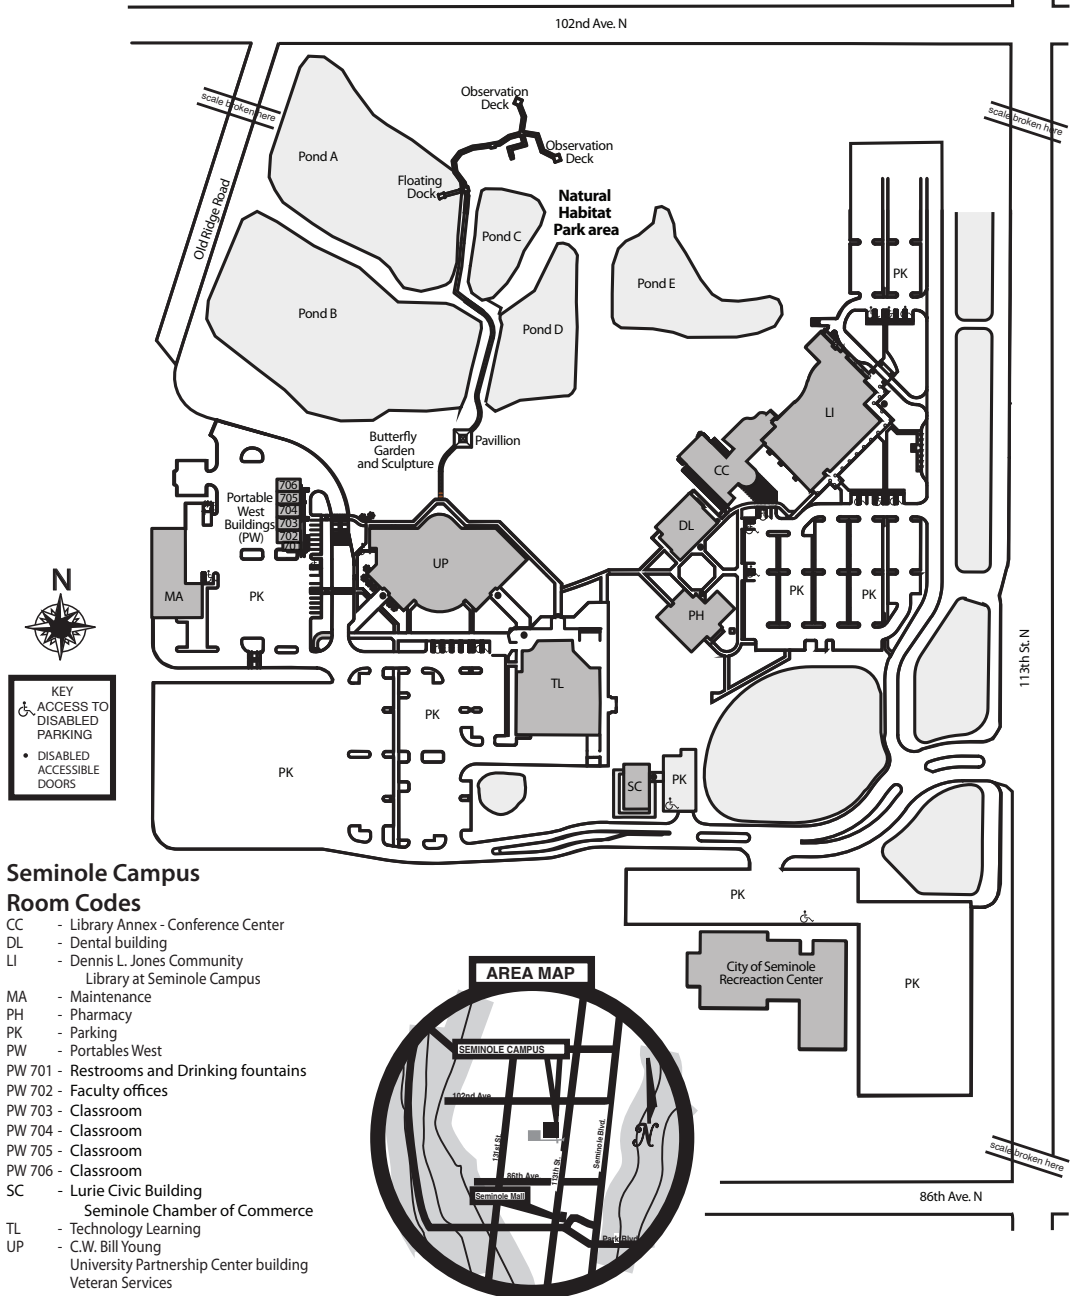 102nd Ave. N
scale broken here
scale broken here
Observation
Deck
Observation
Deck
Pond A
Floating
Dock
Natural
Habitat
Park area
Old Ridge Road
Pond C
PK
Pond E
Pond B
Pond D
LI
Butterfly
Garden
and Sculpture
Pavillion
CC
706
705
704
703
702
701
Portable
West
Buildings
(PW)
DL
UP
N
MA
PK
PK
PK
PH
113th St. N
KEY
ACCESS TO
DISABLED
PARKING
• DISABLED
ACCESSIBLE
DOORS
TL
PK
PK
SC
PK
Seminole Campus
Room Codes
CC - Library Annex - Conference Center
DL - Dental building
LI - Dennis L. Jones Community
Library at Seminole Campus
MA - Maintenance
PH - Pharmacy
PK - Parking
PW - Portables West
PW 701 - Restrooms and Drinking fountains
PW 702 - Faculty offices
PW 703 - Classroom
PW 704 - Classroom
PW 705 - Classroom
PW 706 - Classroom
SC - Lurie Civic Building
Seminole Chamber of Commerce
TL - Technology Learning
UP - C.W. Bill Young
University Partnership Center building
Veteran Services
PK
City of Seminole
Recreaction Center
PK
AREA MAP
SEMINOLE CAMPUS
102nd Ave.
131st St.
113th St.
Seminole Blvd.
N
86th Ave.
Seminole Mall
Park Blvd.
scale broken here
86th Ave. N